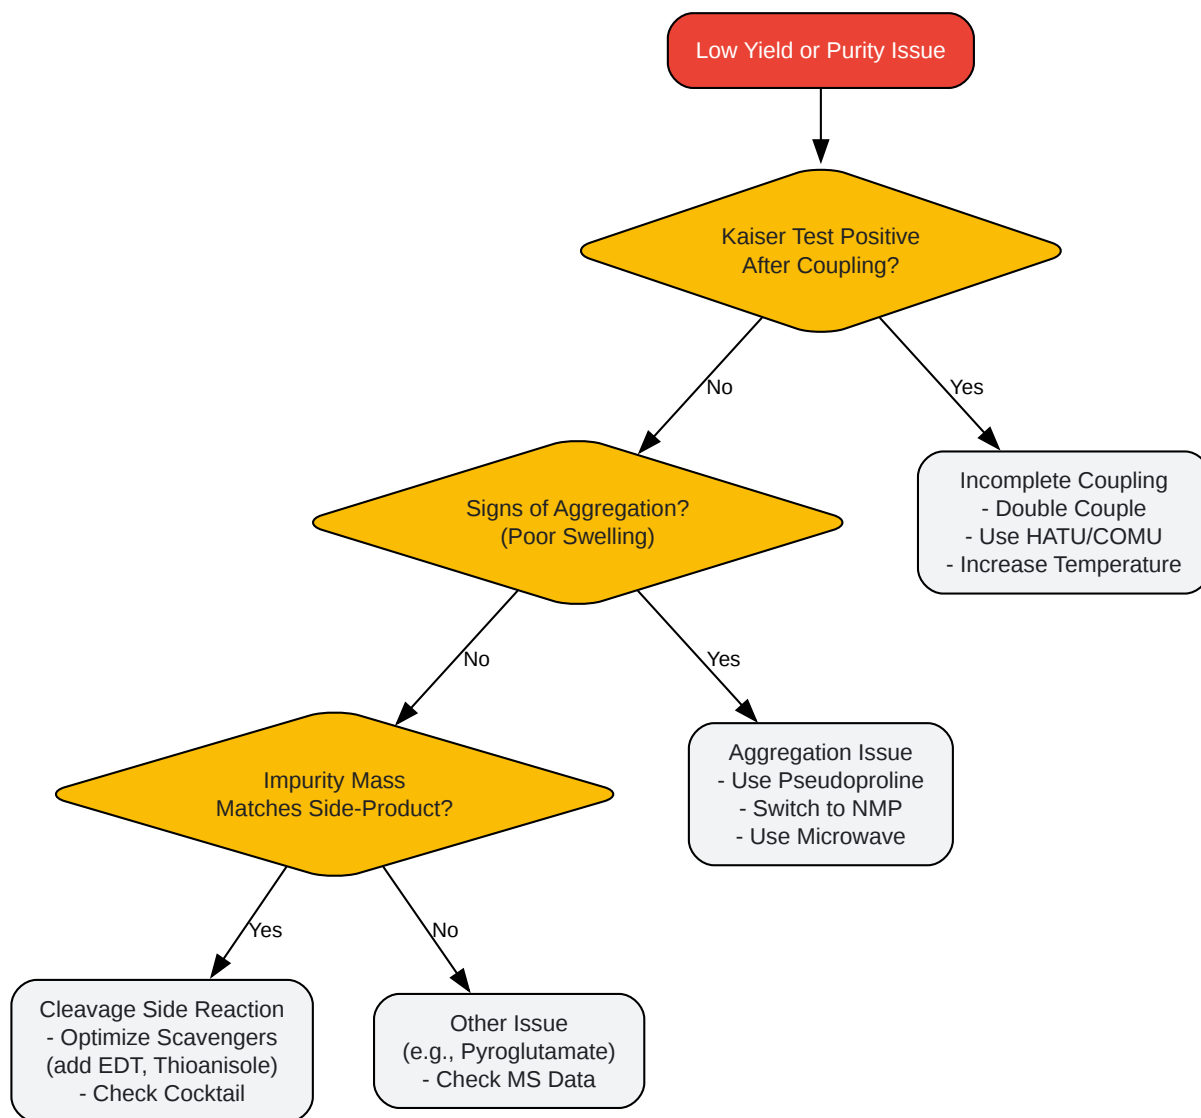 Low Yield or Purity Issue
Kaiser Test Positive
After Coupling?
No
Yes
Signs of Aggregation?
(Poor Swelling)
Incomplete Coupling
- Double Couple
- Use HATU/COMU
- Increase Temperature
No
Yes
Impurity Mass
Matches Side-Product?
Aggregation Issue
- Use Pseudoproline
- Switch to NMP
- Use Microwave
Yes
No
Cleavage Side Reaction
- Optimize Scavengers
(add EDT, Thioanisole)
- Check Cocktail
Other Issue
(e.g., Pyroglutamate)
- Check MS Data